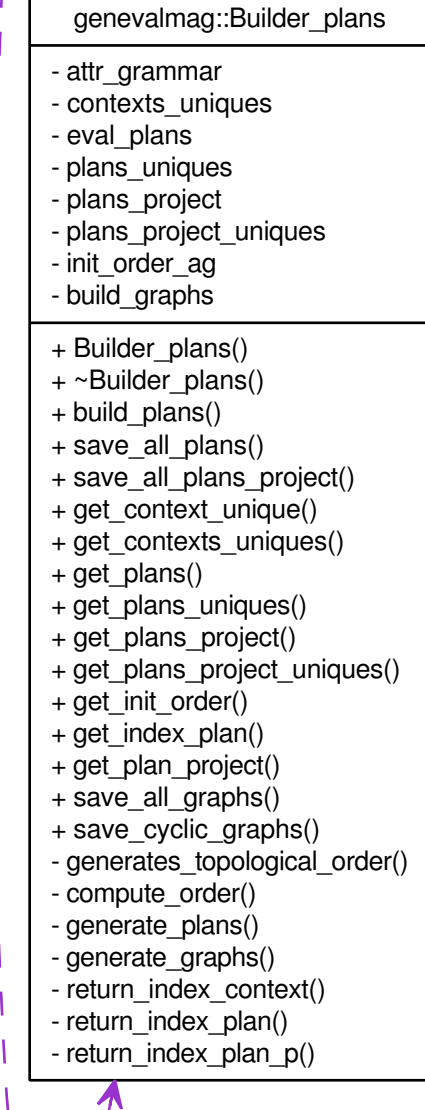 genevalmag::Builder_plans
- attr_grammar
- contexts_uniques
- eval_plans
- plans_uniques
- plans_project
- plans_project_uniques
- init_order_ag
- build_graphs
+ Builder_plans()
+ ~Builder_plans()
+ build_plans()
+ save_all_plans()
+ save_all_plans_project()
+ get_context_unique()
+ get_contexts_uniques()
+ get_plans()
+ get_plans_uniques()
+ get_plans_project()
+ get_plans_project_uniques()
+ get_init_order()
+ get_index_plan()
+ get_plan_project()
+ save_all_graphs()
+ save_cyclic_graphs()
- generates_topological_order()
- compute_order()
- generate_plans()
- generate_graphs()
- return_index_context()
- return_index_plan()
- return_index_plan_p()